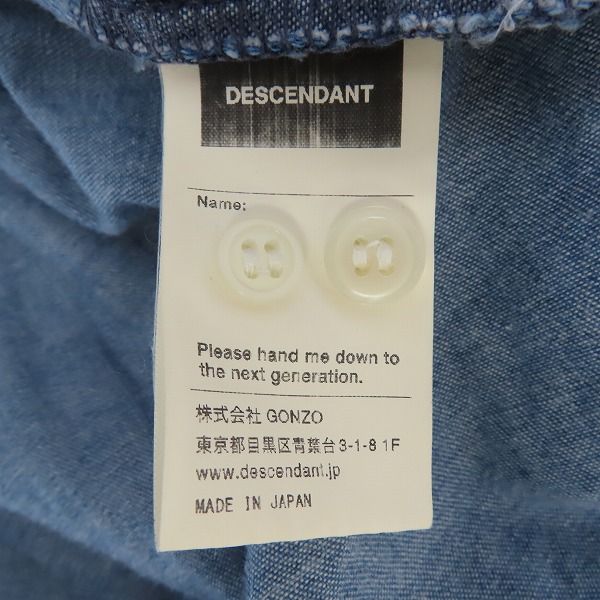 DESCENDANT
Name:
Please hand me down to
the next generation.
株式会社 GONZO
東京都目黒区青葉台3-1-8 1F
www.descendant.jp
MADE IN JAPAN